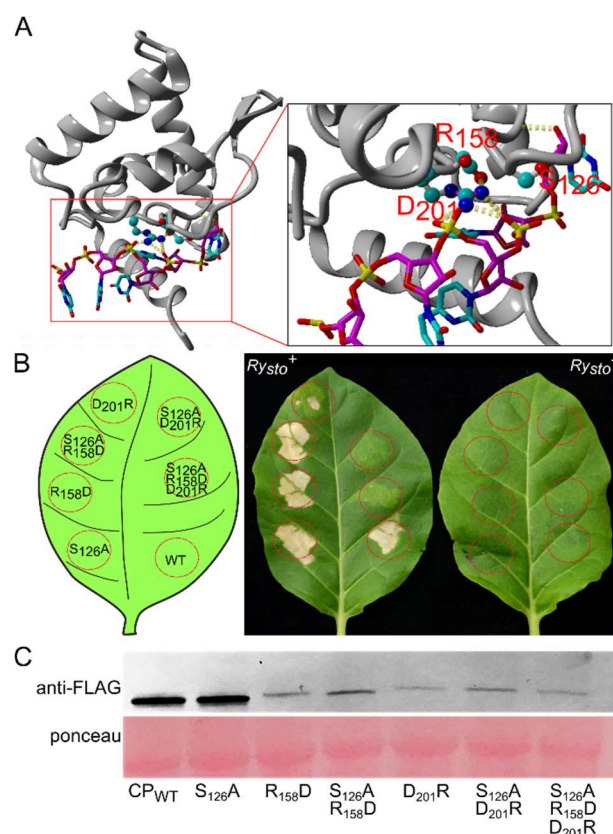 A
R158
S126
D201
B
Rysto+
Rysto-
D201R
S126A
D201R
S126A
R158D
S126A
R158D
D201R
R158D
S126A
WT
C
anti-FLAG
ponceau
CPWT
S126A
R158D
S126A
R158D
D201R
S126A
D201R
S126A
R158D
D201R